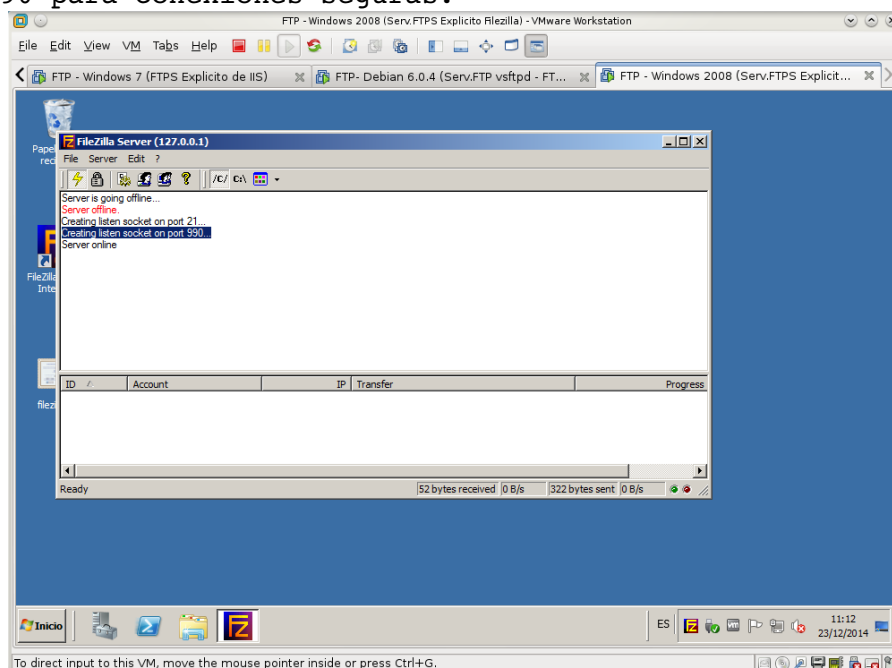 90 para conexiones seguras.
FTP - Windows 2008 (Serv.FTPS Explicito Filezilla) - VMware Workstation
File Edit View VM Tabs Help
FTP - Windows 7 (FTPS Explicito de IIS) FTP- Debian 6.0.4 (Serv.FTP vsftpd - FT... FTP - Windows 2008 (Serv.FTPS Explicit...
FileZilla Server (127.0.0.1)
File Server Edit ?
/C/ C:\
Server is going offline...
Server offline.
Creating listen socket on port 21...
Creating listen socket on port 990...
Server online
ID Account IP Transfer Progress
Ready 52 bytes received 0 B/s 322 bytes sent 0 B/s
Inicio ES 11:12
23/12/2014
To direct input to this VM, move the mouse pointer inside or press Ctrl+G.